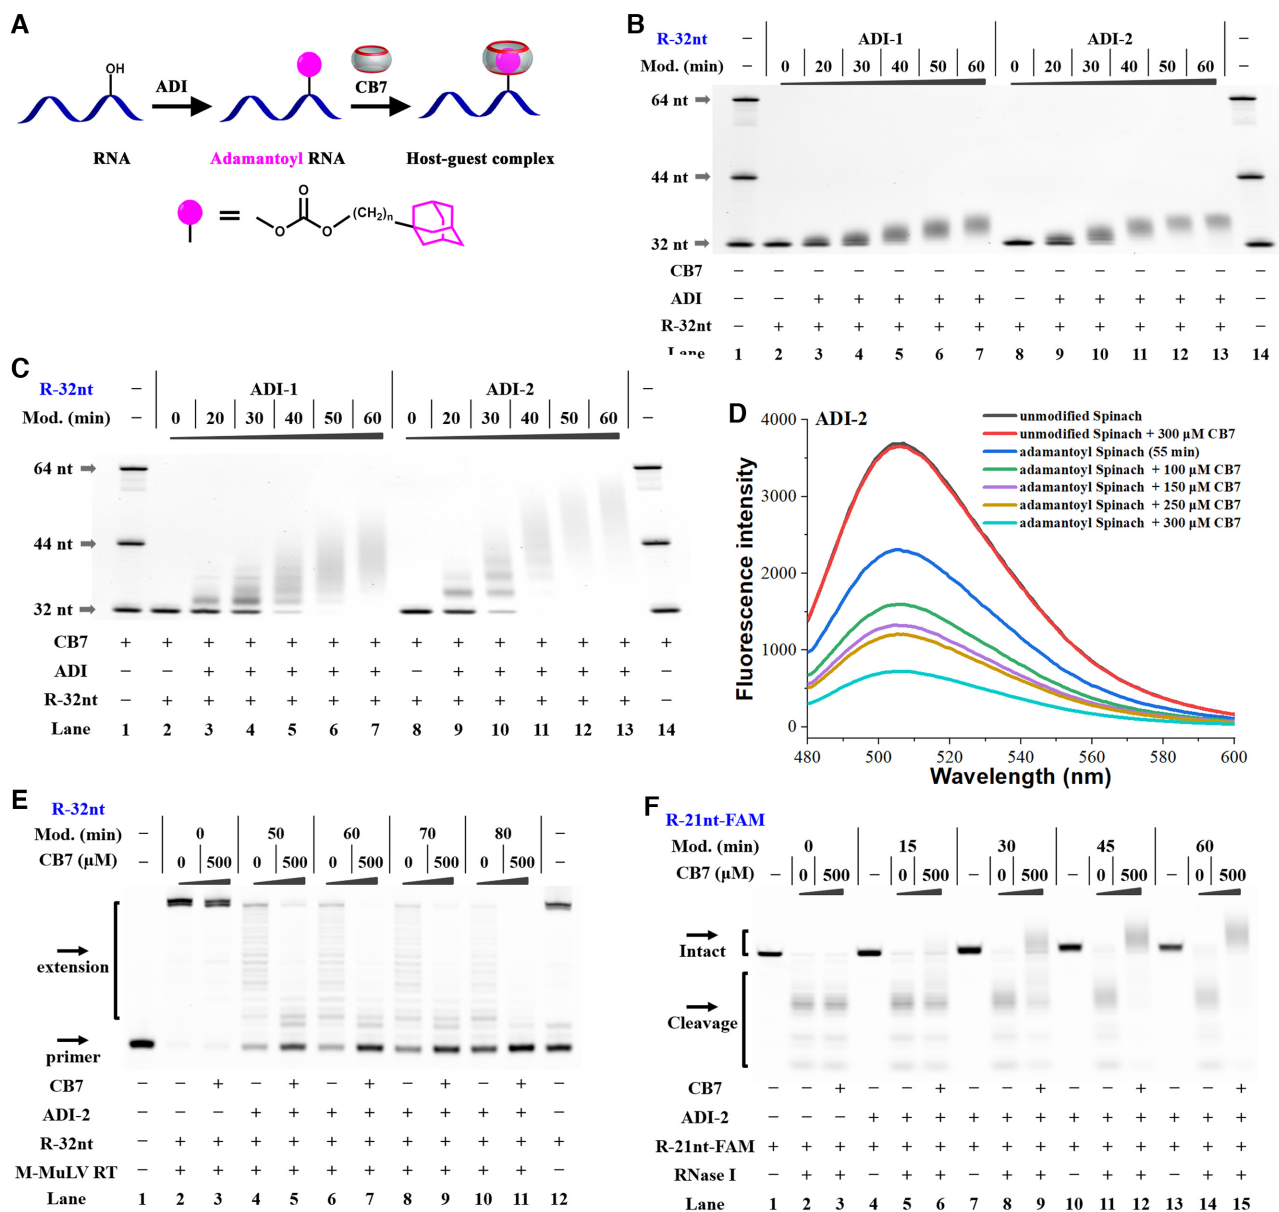 A
OH
ADI
CB7
RNA
Adamantoyl RNA
Host-guest complex
= O O O (CH2)n
B
R-32nt – ADI-1 ADI-2 –
Mod. (min) – 0 20 30 40 50 60 0 20 30 40 50 60 –
64 nt
44 nt
32 nt
CB7 – – – – – – – – – – – – – –
ADI – – + + + + + – + + + + + –
R-32nt – + + + + + + + + + + + + –
Lane 1 2 3 4 5 6 7 8 9 10 11 12 13 14
C
R-32nt – ADI-1 ADI-2 –
Mod. (min) – 0 20 30 40 50 60 0 20 30 40 50 60 –
64 nt
44 nt
32 nt
CB7 + + + + + + + + + + + + + +
ADI – – + + + + + – + + + + + –
R-32nt – + + + + + + + + + + + + –
Lane 1 2 3 4 5 6 7 8 9 10 11 12 13 14
D
ADI-2
unmodified Spinach
unmodified Spinach + 300 µM CB7
adamantoyl Spinach (55 min)
adamantoyl Spinach + 100 µM CB7
adamantoyl Spinach + 150 µM CB7
adamantoyl Spinach + 250 µM CB7
adamantoyl Spinach + 300 µM CB7
Fluorescence intensity
4000
3000
2000
1000
0
480 500 520 540 560 580 600
Wavelength (nm)
E
R-32nt
Mod. (min) – 0 50 60 70 80 –
CB7 (µM) – 0 500 0 500 0 500 0 500 0 500 –
extension
primer
CB7 – – + – + – + – + – + –
ADI-2 – – – + + + + + + + + –
R-32nt – + + + + + + + + + + +
M-MuLV RT – + + + + + + + + + + +
Lane 1 2 3 4 5 6 7 8 9 10 11 12
F
R-21nt-FAM
Mod. (min) 0 15 30 45 60
CB7 (µM) – 0 500 – 0 500 – 0 500 – 0 500 – 0 500
Intact
Cleavage
CB7 – – + – – + – – + – – + – – +
ADI-2 – – – + + + + + + + + + + + +
R-21nt-FAM + + + + + + + + + + + + + + +
RNase I – + + – + + – + + – + + – + +
Lane 1 2 3 4 5 6 7 8 9 10 11 12 13 14 15